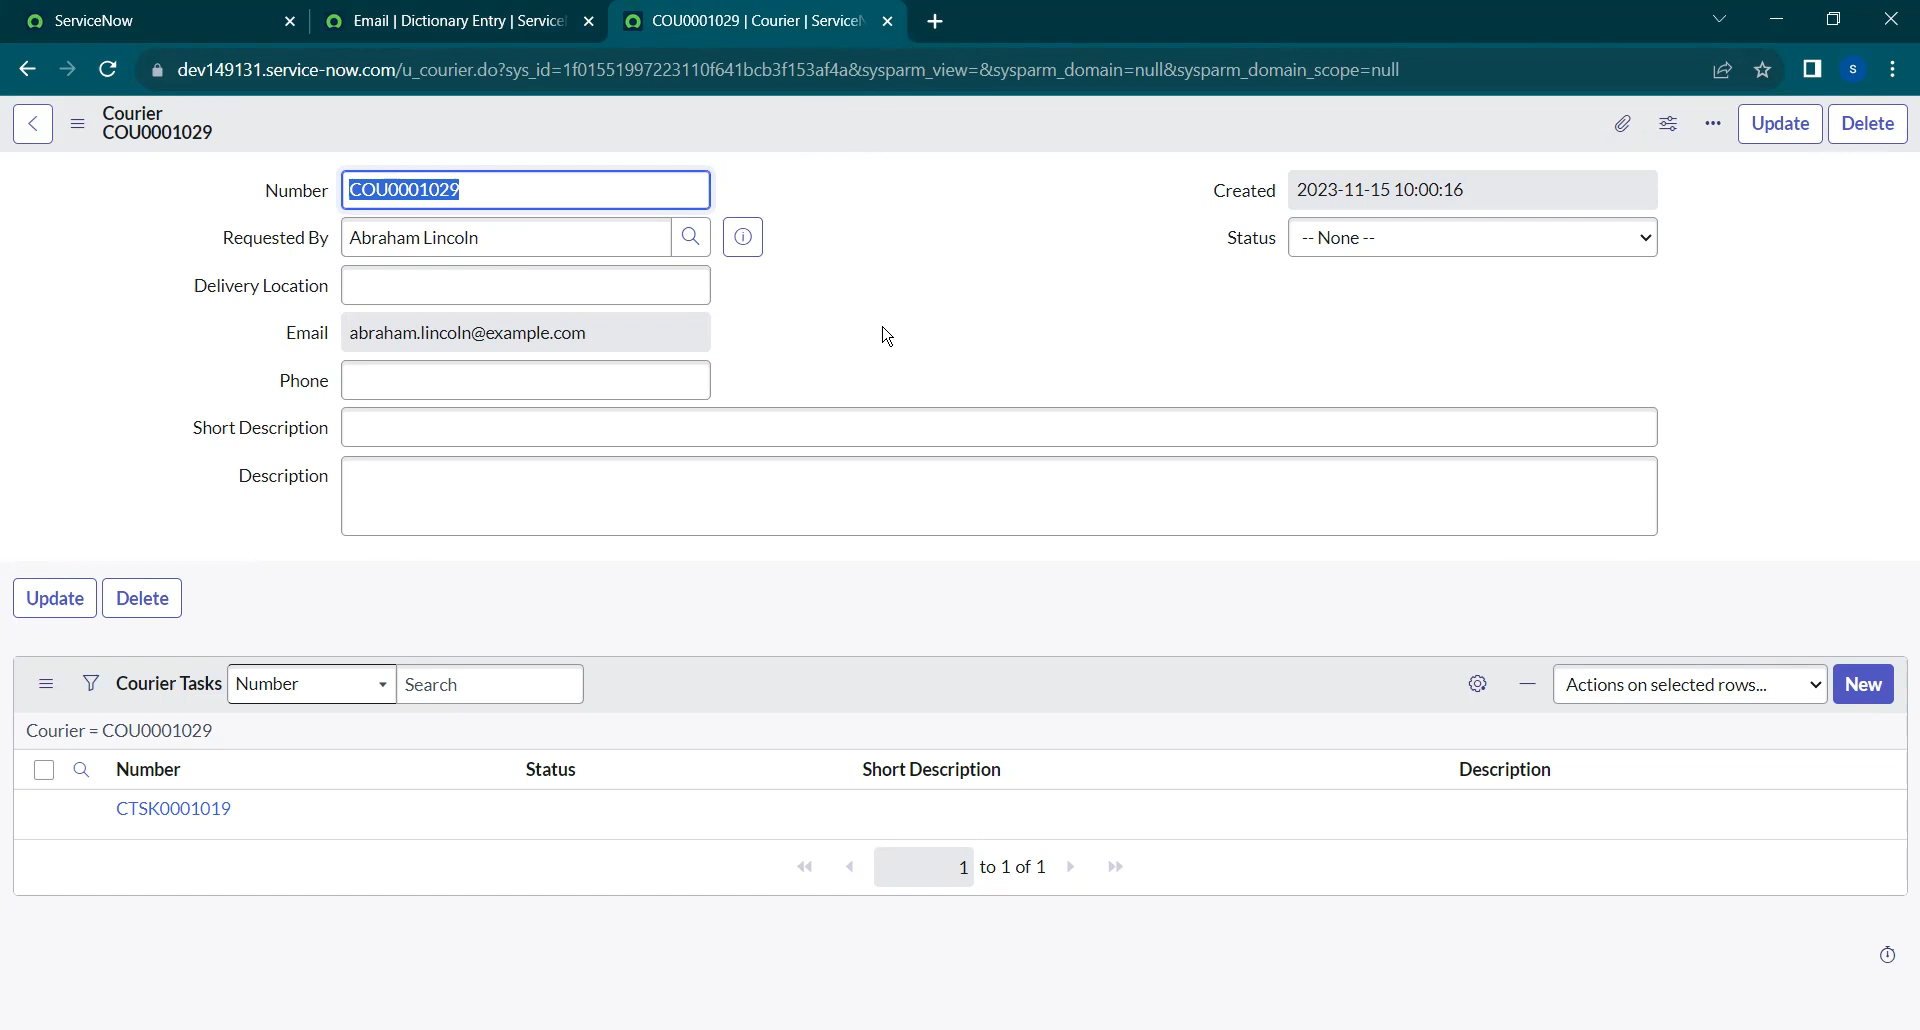 ServiceNow
Email | Dictionary Entry | Service
COU0001029 | Courier | Service
dev149131.service-now.com/u_courier.do?sys_id=1f01551997223110f641bcb3f153af4a&sysparm_view=&sysparm_domain=null&sysparm_domain_scope=null
s
Courier
COU0001029
Update
Delete
Number
COU0001029
Created
2023-11-15 10:00:16
Requested By
Abraham Lincoln
Status
-- None --
Delivery Location
Email
abraham.lincoln@example.com
Phone
Short Description
Description
Update
Delete
Courier Tasks
Number
Search
Actions on selected rows...
New
Courier = COU0001029
Number
Status
Short Description
Description
CTSK0001019
1 to 1 of 1